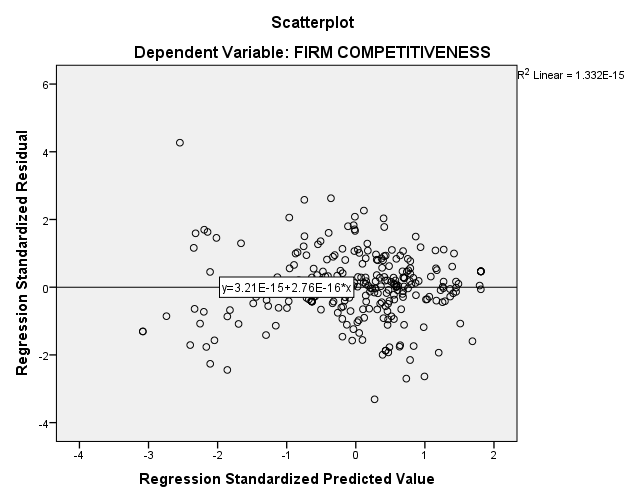 Scatterplot
Dependent Variable: FIRM COMPETITIVENESS
R² Linear = 1.332E-15
6
4
2
0
-2
-4
Regression Standardized Residual
y=3.21E-15+2.76E-16*x
-4 -3 -2 -1 0 1 2
Regression Standardized Predicted Value